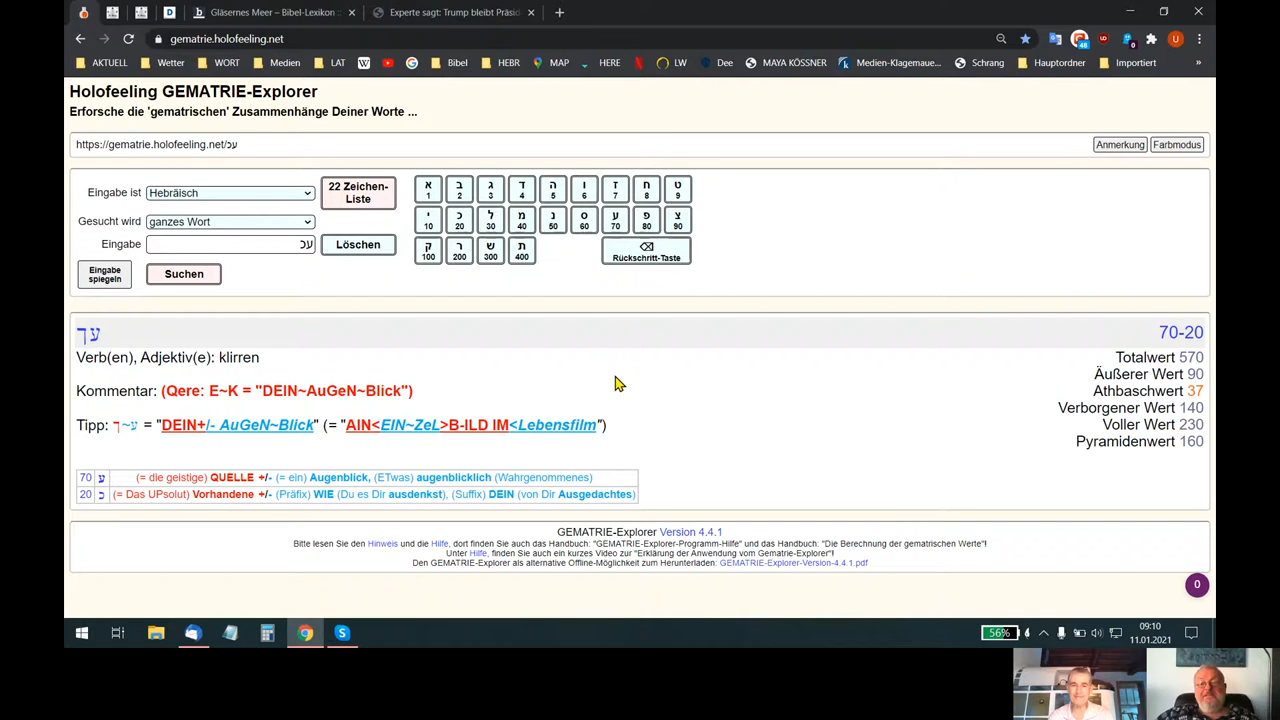 Gläsernes Meer – Bibel-Lexikon ::
Experte sagt: Trump bleibt Präsid
gematrie.holofeeling.net
AKTUELL Wetter WORT Medien LAT Bibel HEBR MAP HERE LW Dee MAYA KÖSSNER Medien-Klagemaue... Schrang Hauptordner Importiert »
Holofeeling GEMATRIE-Explorer
Erforsche die 'gematrischen' Zusammenhänge Deiner Worte ...
https://gematrie.holofeeling.net/עכ
Anmerkung Farbmodus
Eingabe ist Hebräisch
22 Zeichen-Liste
Gesucht wird ganzes Wort
Eingabe עכ Löschen
Eingabe spiegeln Suchen
א ב ג ד ה ו ז ח ט
1 2 3 4 5 6 7 8 9
י כ ל מ נ ס ע פ צ
10 20 30 40 50 60 70 80 90
ק ר ש ת ⌫
100 200 300 400 Rückschritt-Taste
עך 70-20
Verb(en), Adjektiv(e): klirren
Kommentar: (Qere: E~K = "DEIN~AuGeN~Blick")
Tipp: ע~ך = "DEIN+/- AuGeN~Blick" (= "AIN<EIN~ZeL>B-ILD IM<Lebensfilm")
Totalwert 570
Äußerer Wert 90
Athbaschwert 37
Verborgener Wert 140
Voller Wert 230
Pyramidenwert 160
70 ע (= die geistige) QUELLE +/- (= ein) Augenblick, (ETwas) augenblicklich (Wahrgenommenes)
20 כ (= Das UPsolut) Vorhandene +/- (Präfix) WIE (Du es Dir ausdenkst), (Suffix) DEIN (von Dir Ausgedachtes)
GEMATRIE-Explorer Version 4.4.1
Bitte lesen Sie den Hinweis und die Hilfe, dort finden Sie auch das Handbuch: "GEMATRIE-Explorer-Programm-Hilfe" und das Handbuch: "Die Berechnung der gematrischen Werte"!
Unter Hilfe, finden Sie auch ein kurzes Video zur "Erklärung der Anwendung vom Gematrie-Explorer"!
Den GEMATRIE-Explorer als alternative Offline-Möglichkeit zum Herunterladen: GEMATRIE-Explorer-Version-4.4.1.pdf
0
56%
09:10
11.01.2021